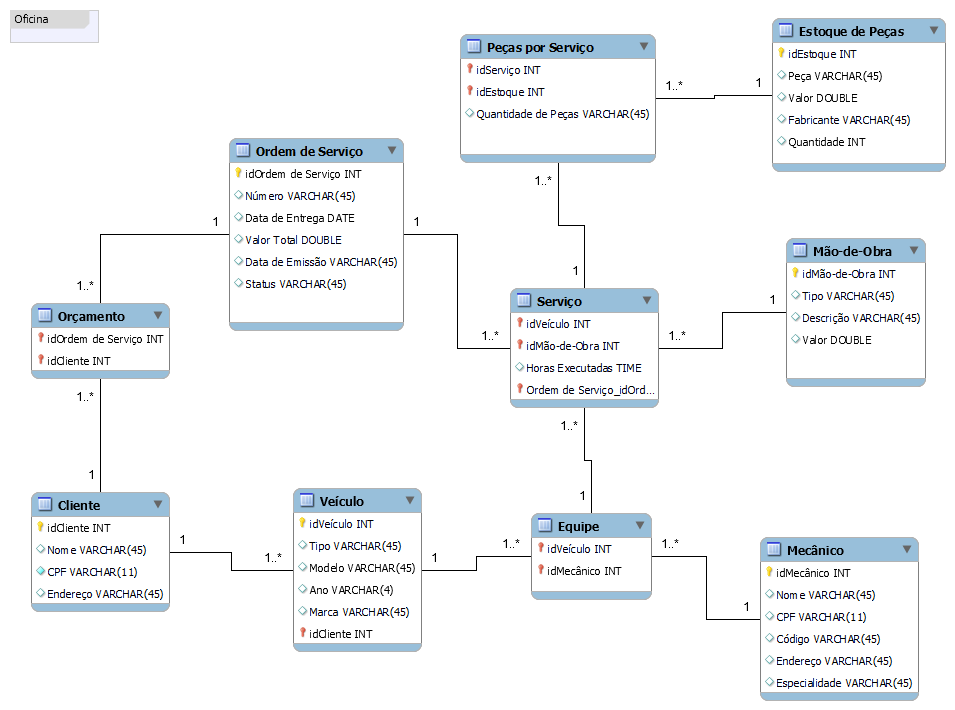 Oficina
Estoque de Peças
idEstoque INT
Peça VARCHAR(45)
Valor DOUBLE
Fabricante VARCHAR(45)
Quantidade INT
Peças por Serviço
idServiço INT
idEstoque INT
Quantidade de Peças VARCHAR(45)
1..*
1
1..*
1
Ordem de Serviço
idOrdem de Serviço INT
Número VARCHAR(45)
Data de Entrega DATE
Valor Total DOUBLE
Data de Emissão VARCHAR(45)
Status VARCHAR(45)
1
1..*
1
1..*
Mão-de-Obra
idMão-de-Obra INT
Tipo VARCHAR(45)
Descrição VARCHAR(45)
Valor DOUBLE
1
1..*
Serviço
idVeículo INT
idMão-de-Obra INT
Horas Executadas TIME
Ordem de Serviço_idOrd...
1..*
1
Orçamento
idOrdem de Serviço INT
idCliente INT
1..*
1
Cliente
idCliente INT
Nome VARCHAR(45)
CPF VARCHAR(11)
Endereço VARCHAR(45)
1
1..*
Veículo
idVeículo INT
Tipo VARCHAR(45)
Modelo VARCHAR(45)
Ano VARCHAR(4)
Marca VARCHAR(45)
idCliente INT
1
1..*
Equipe
idVeículo INT
idMecânico INT
1..*
1
Mecânico
idMecânico INT
Nome VARCHAR(45)
CPF VARCHAR(11)
Código VARCHAR(45)
Endereço VARCHAR(45)
Especialidade VARCHAR(45)